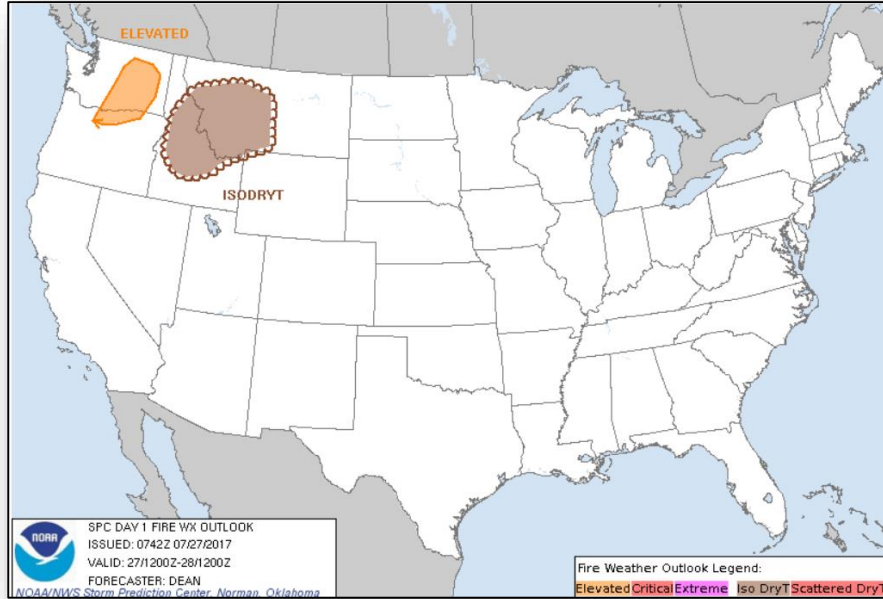 ELEVATED
ISODRYT
NOAA
SPC DAY 1 FIRE WX OUTLOOK
ISSUED: 0742Z 07/27/2017
VALID: 27/1200Z-28/1200Z
FORECASTER: DEAN
NOAA/NWS Storm Prediction Center, Norman, Oklahoma
Fire Weather Outlook Legend:
Elevated Critical Extreme Iso DryT Scattered DryT